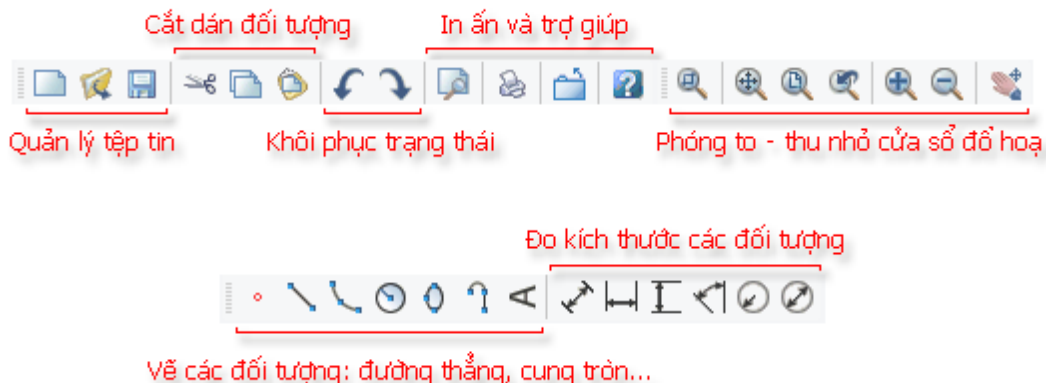 Cắt dán đối tượng
In ấn và trợ giúp
Quản lý tệp tin
Khôi phục trạng thái
Phóng to - thu nhỏ cửa sổ đồ hoạ
Đo kích thước các đối tượng
Vẽ các đối tượng: đường thẳng, cung tròn...